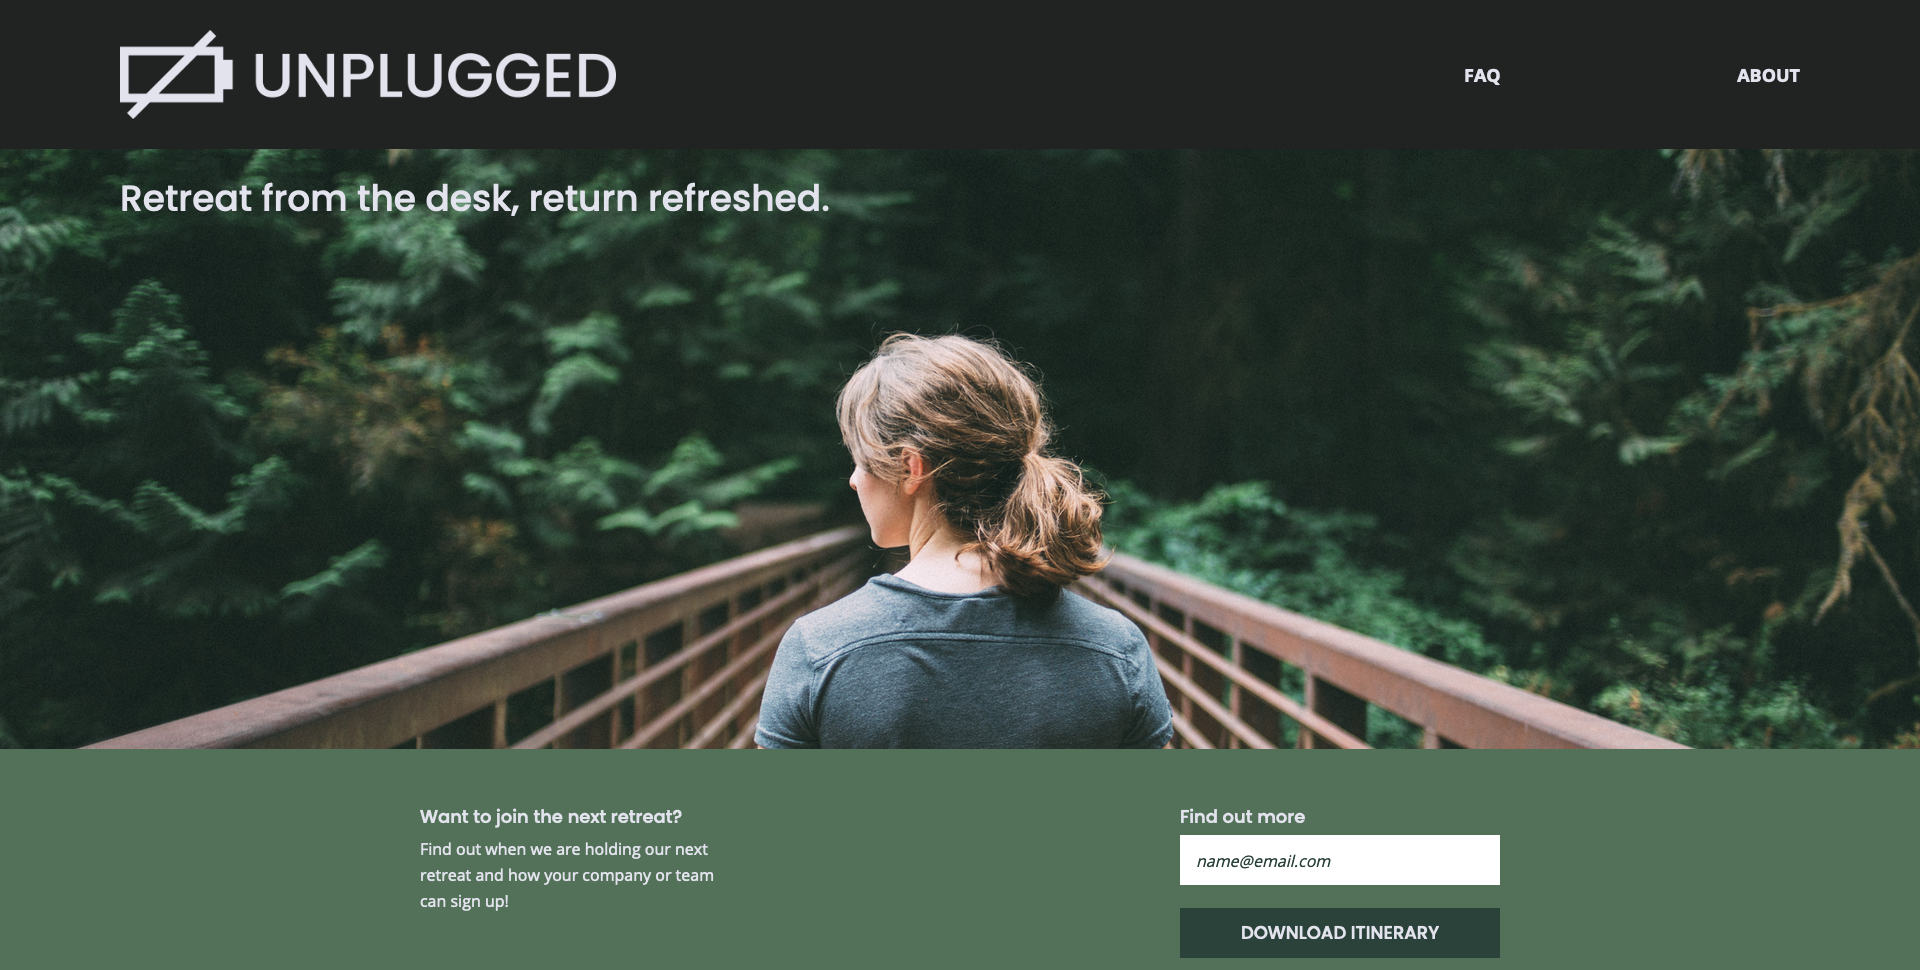 UNPLUGGED
FAQ
ABOUT
Retreat from the desk, return refreshed.
Want to join the next retreat?
Find out when we are holding our next
retreat and how your company or team
can sign up!
Find out more
name@email.com
DOWNLOAD ITINERARY